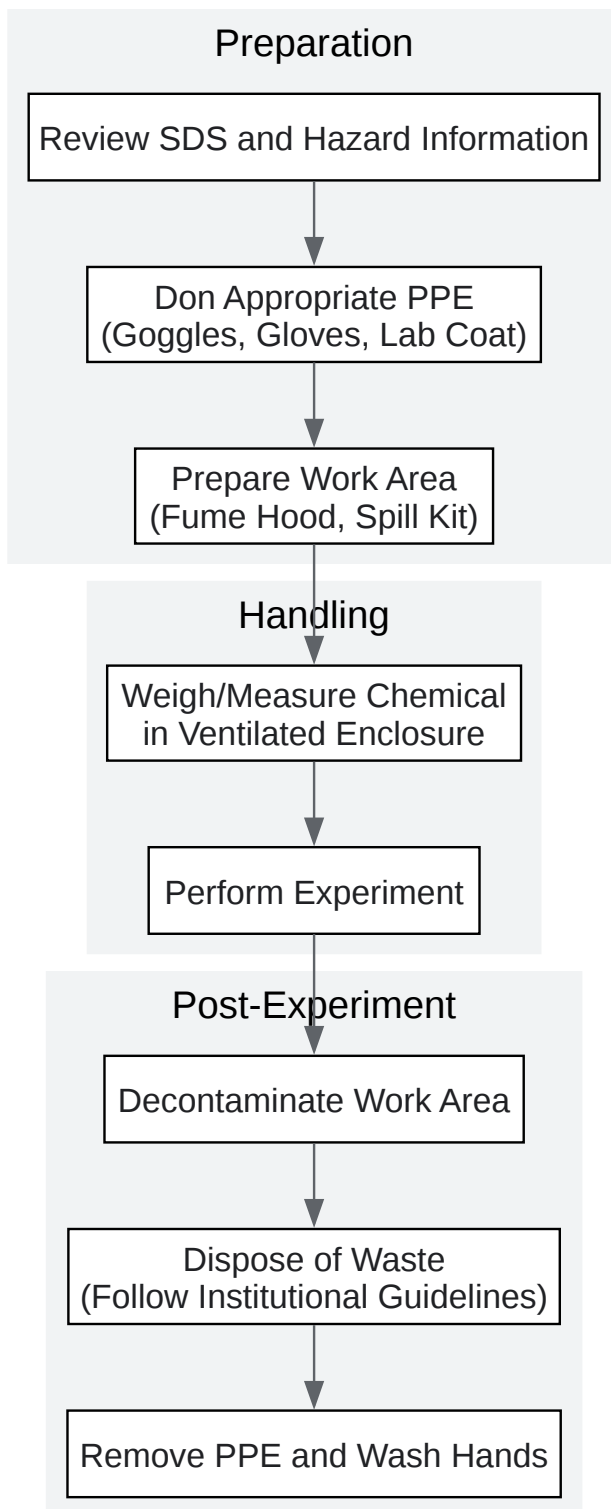 Preparation
Review SDS and Hazard Information
Don Appropriate PPE
(Goggles, Gloves, Lab Coat)
Prepare Work Area
(Fume Hood, Spill Kit)
Handling
Weigh/Measure Chemical
in Ventilated Enclosure
Perform Experiment
Post-Experiment
Decontaminate Work Area
Dispose of Waste
(Follow Institutional Guidelines)
Remove PPE and Wash Hands